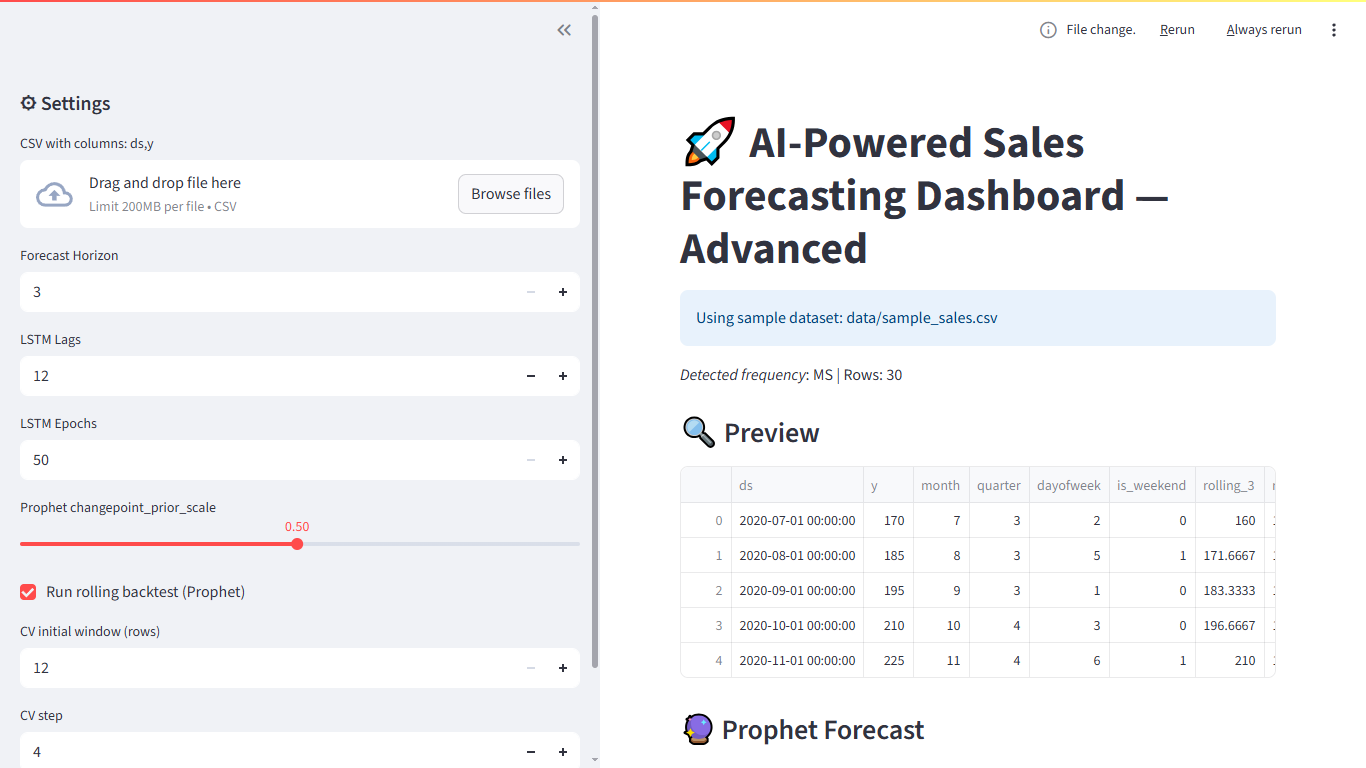 File change.
Rerun
Always rerun
Settings
CSV with columns: ds,y
Drag and drop file here
Limit 200MB per file • CSV
Browse files
Forecast Horizon
3
LSTM Lags
12
LSTM Epochs
50
Prophet changepoint_prior_scale
0.50
Run rolling backtest (Prophet)
CV initial window (rows)
12
CV step
4
AI-Powered Sales
Forecasting Dashboard —
Advanced
Using sample dataset: data/sample_sales.csv
Detected frequency: MS | Rows: 30
Preview
ds y month quarter dayofweek is_weekend rolling_3
0 2020-07-01 00:00:00 170 7 3 2 0 160
1 2020-08-01 00:00:00 185 8 3 5 1 171.6667
2 2020-09-01 00:00:00 195 9 3 1 0 183.3333
3 2020-10-01 00:00:00 210 10 4 3 0 196.6667
4 2020-11-01 00:00:00 225 11 4 6 1 210
Prophet Forecast